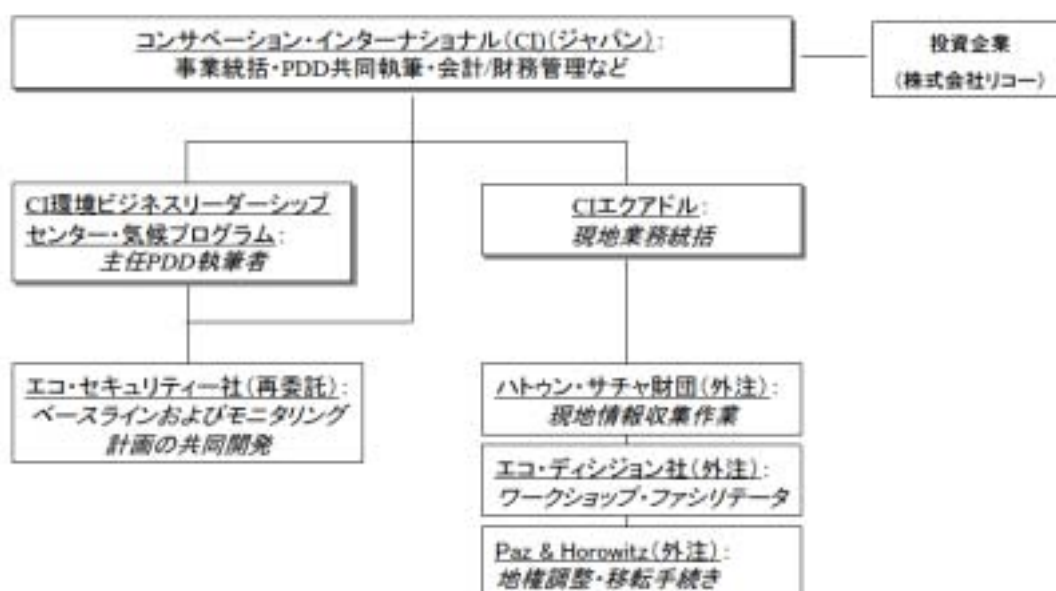 コンサベーション・インターナショナル(CI)(ジャパン):
事業統括・PDD共同執筆・会計/財務管理など
投資企業
(株式会社リコー)
CI環境ビジネスリーダーシップ
センター・気候プログラム:
主任PDD執筆者
CIエクアドル:
現地業務統括
エコ・セキュリティー社(再委託):
ベースラインおよびモニタリング
計画の共同開発
ハトゥン・サチャ財団(外注):
現地情報収集作業
エコ・ディシジョン社(外注):
ワークショップ・ファシリテータ
Paz & Horowitz(外注):
地権調整・移転手続き